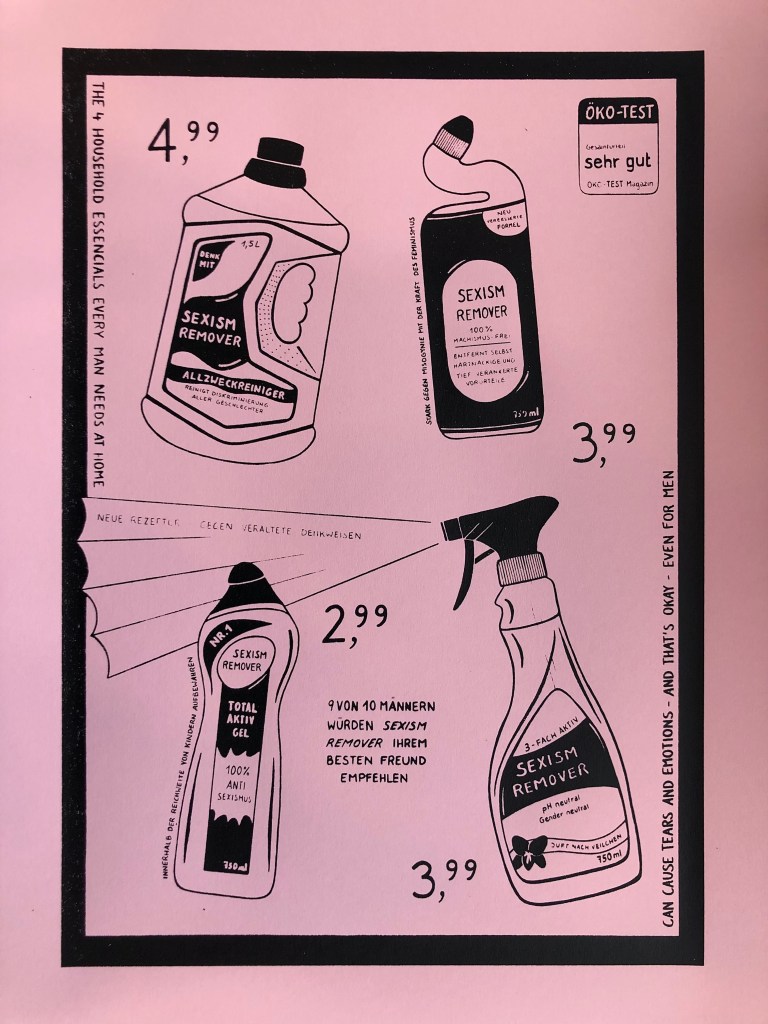 THE 4 HOUSEHOLD ESSENCIALS EVERY MAN NEEDS AT HOME
4,99
DENK
MIT
1,5L
SEXISM
REMOVER
ALLZWECKREINIGER
REINIGT DISKRIMINIERUNG
ALLER GESCHLECHTER
STARK GEGEN MISOGYNIE MIT DER KRAFT DES FEMINISMUS
NEU
FORMEL
SEXISM
REMOVER
100%
MACHISMUS-FREI
ENTFERNT SELBST
HARTNÄCKIGE UND
TIEF VERANKERTE
VORURTEILE
750ml
3,99
ÖKO-TEST
Gesamturteil
sehr gut
ÖKO-TEST Magazin
NEUE GEGEN VERALTETE DENKWEISEN
2,99
INNERHALB DER REICHWEITE VON KINDERN AUFBEWAHREN
NR.1
SEXISM
REMOVER
TOTAL
AKTIV
GEL
100%
ANTI
SEXISMUS
750ml
9 VON 10 MÄNNERN
WÜRDEN SEXISM
REMOVER IHREM
BESTEN FREUND
EMPFEHLEN
3,99
3-FACH AKTIV
SEXISM
REMOVER
pH neutral
Gender neutral
DUFT NACH VEILCHEN
750ml
CAN CAUSE TEARS AND EMOTIONS - AND THAT'S OKAY - EVEN FOR MEN